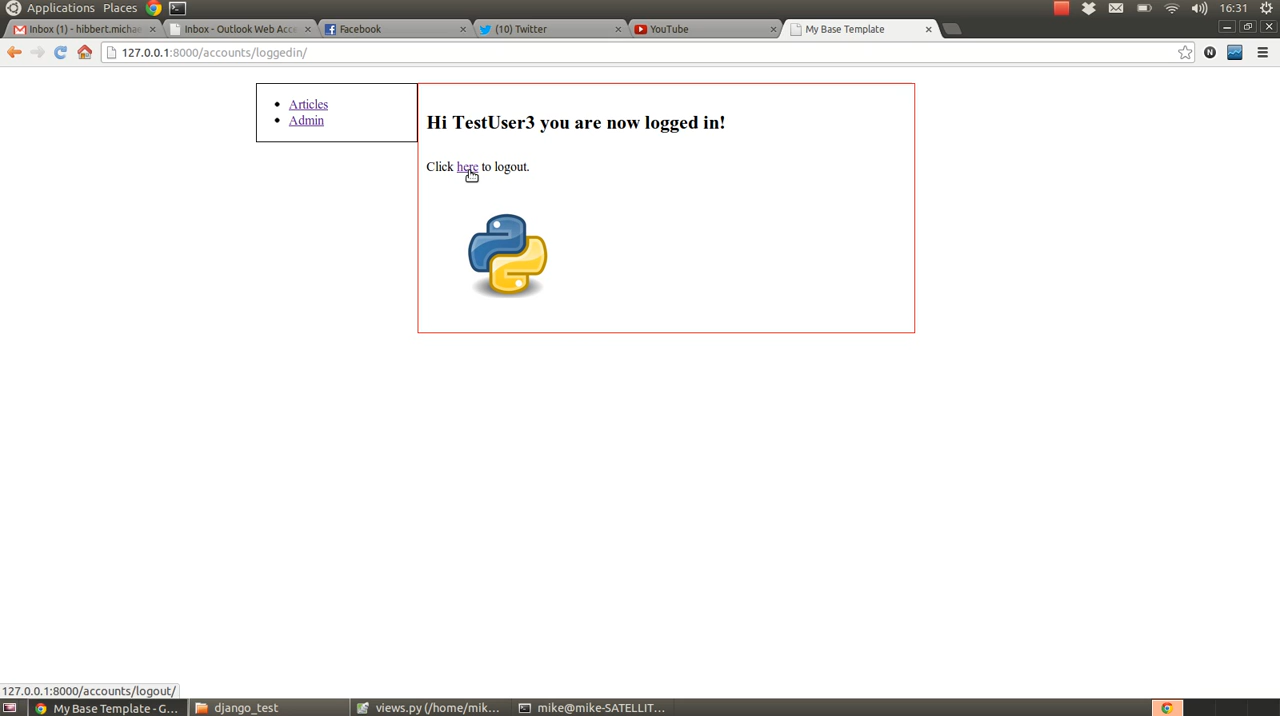 Applications Places 16:31
Inbox (1) - hibbert.michae Inbox - Outlook Web Acce Facebook (10) Twitter YouTube My Base Template
127.0.0.1:8000/accounts/loggedin/
Articles
Admin
Hi TestUser3 you are now logged in!
Click here to logout.
127.0.0.1:8000/accounts/logout/
My Base Template - G... django_test views.py (/home/mik... mike@mike-SATELLIT...